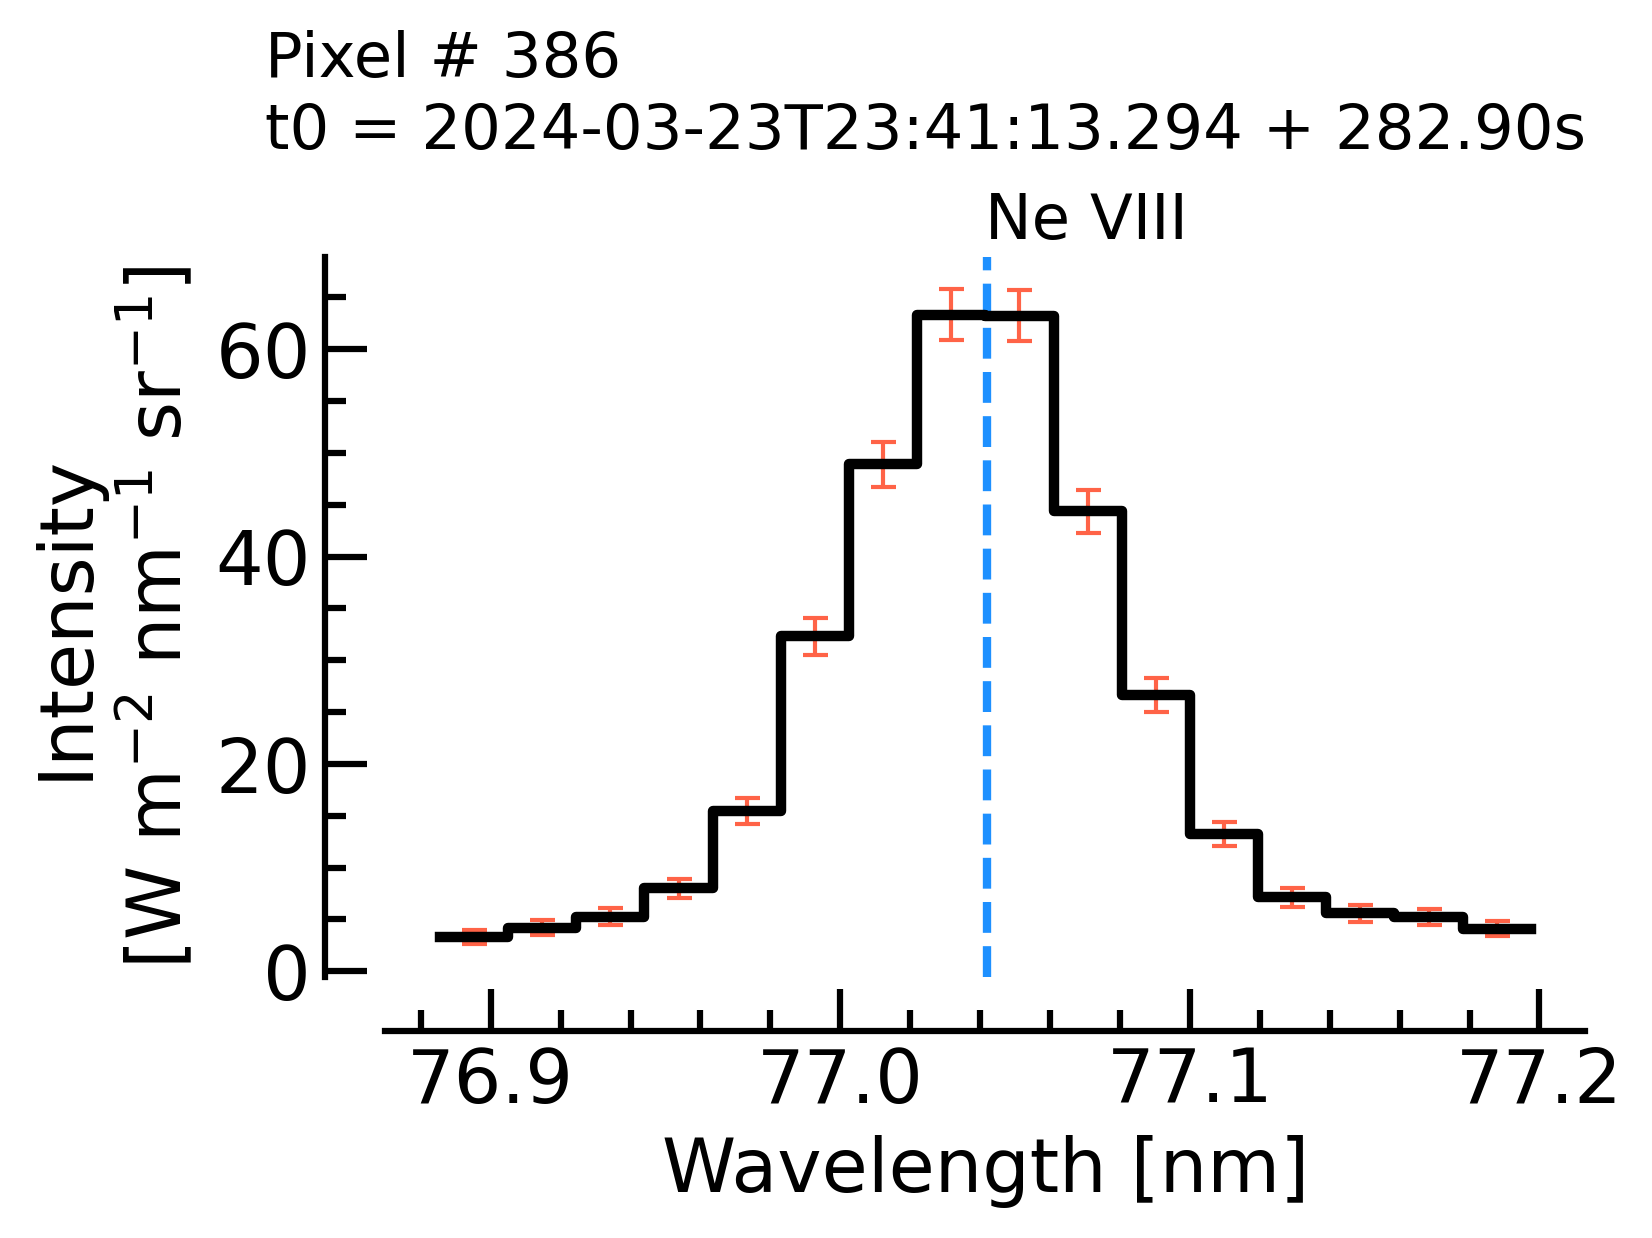 Pixel # 386
t0 = 2024-03-23T23:41:13.294 + 282.90s
Ne VIII
Intensity
[W m⁻² nm⁻¹ sr⁻¹]
60
40
20
0
76.9 77.0 77.1 77.2
Wavelength [nm]